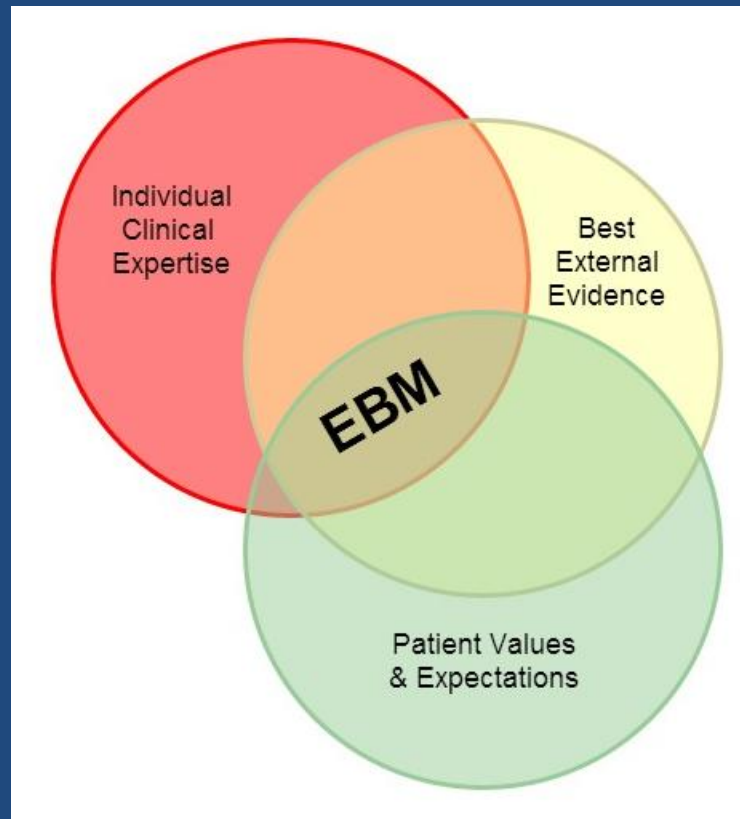 Individual
Clinical
Expertise
Best
External
Evidence
EBM
Patient Values
& Expectations